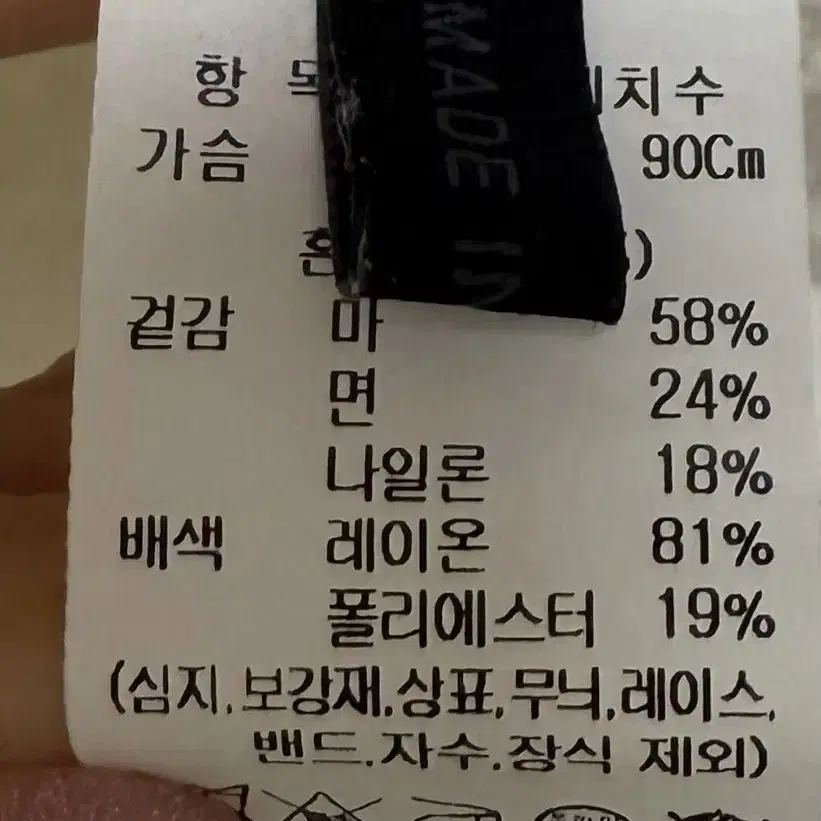 MADE IN
항 목 치수
가슴 90Cm
겉감 마 58%
면 24%
나일론 18%
배색 레이온 81%
폴리에스터 19%
(심지,보강재,상표,무늬,레이스,
밴드,자수,장식 제외)